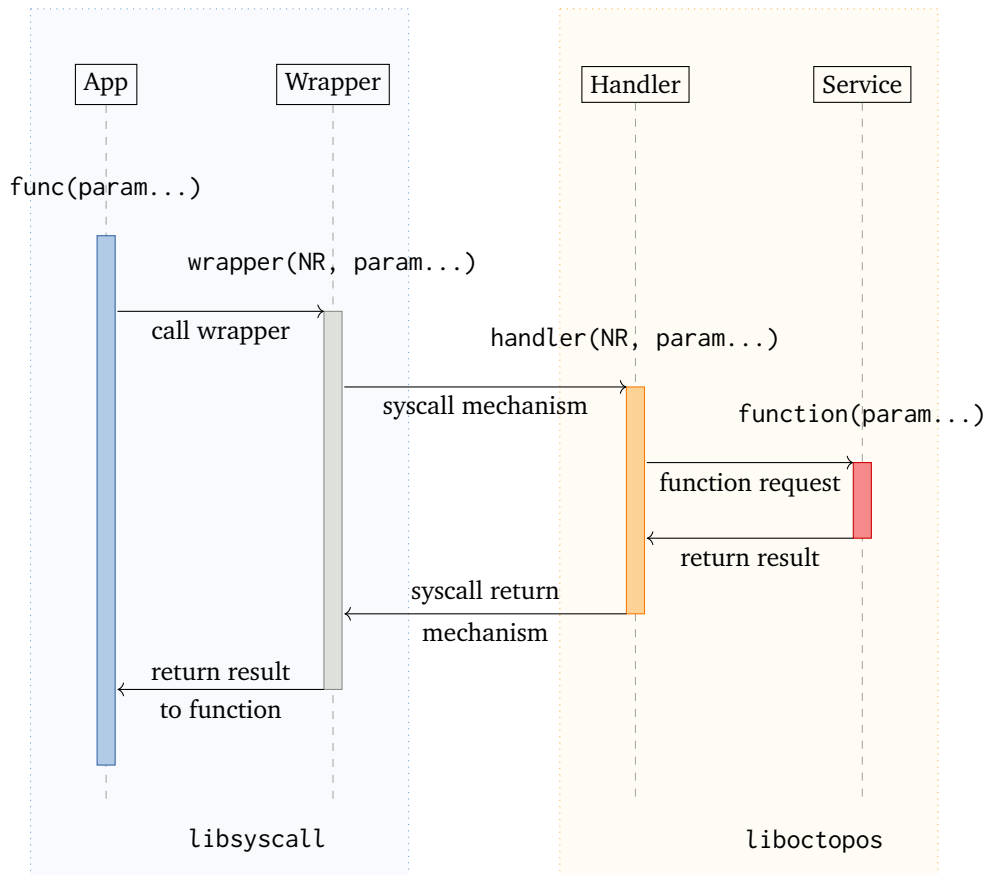 App
Wrapper
Handler
Service
func(param...)
wrapper(NR, param...)
call wrapper
handler(NR, param...)
syscall mechanism
function(param...)
function request
return result
syscall return
mechanism
return result
to function
libsyscall
liboctopos